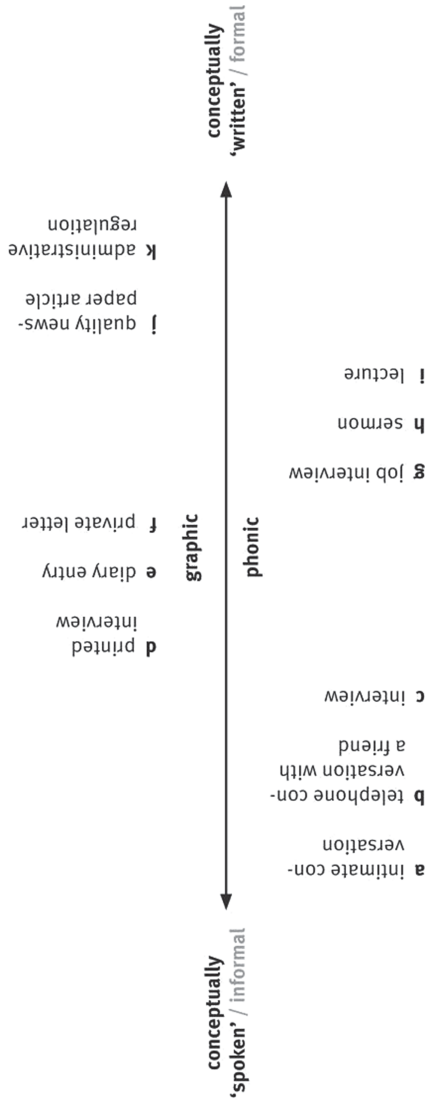 conceptually
‘spoken’ / informal
conceptually
‘written’ / formal
graphic
phonic
a intimate con-
versation
b telephone con-
versation with
a friend
c interview
d printed
interview
e diary entry
f private letter
g job interview
h sermon
i lecture
j quality news-
paper article
k administrative
regulation